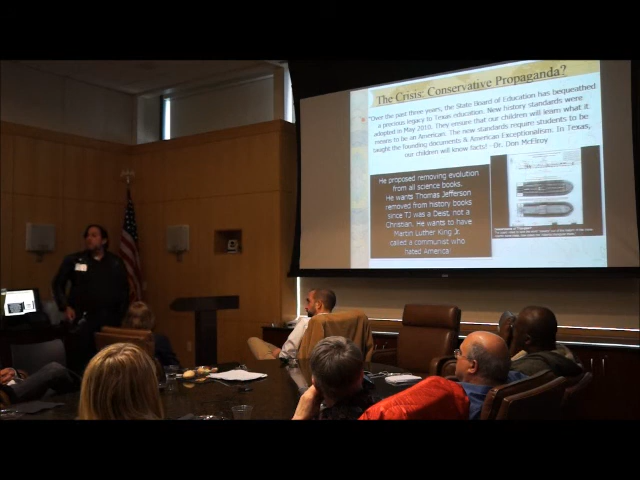 The Crisis: Conservative Propaganda?
"Over the past three years, the State Board of Education has bequeathed
a precious legacy to Texas education. New history standards were
adopted in May 2010. They ensure that our children will learn what it
means to be an American. The new standards require students to be
taught the founding documents & American Exceptionalism. In Texas,
our children will know facts! -Dr. Don McElroy
He proposed removing evolution
from all science books.
He wants Thomas Jefferson
removed from history books
since TJ was a Deist, not a
Christian. He wants to have
Martin Luther King Jr.
called a communist who
hated America